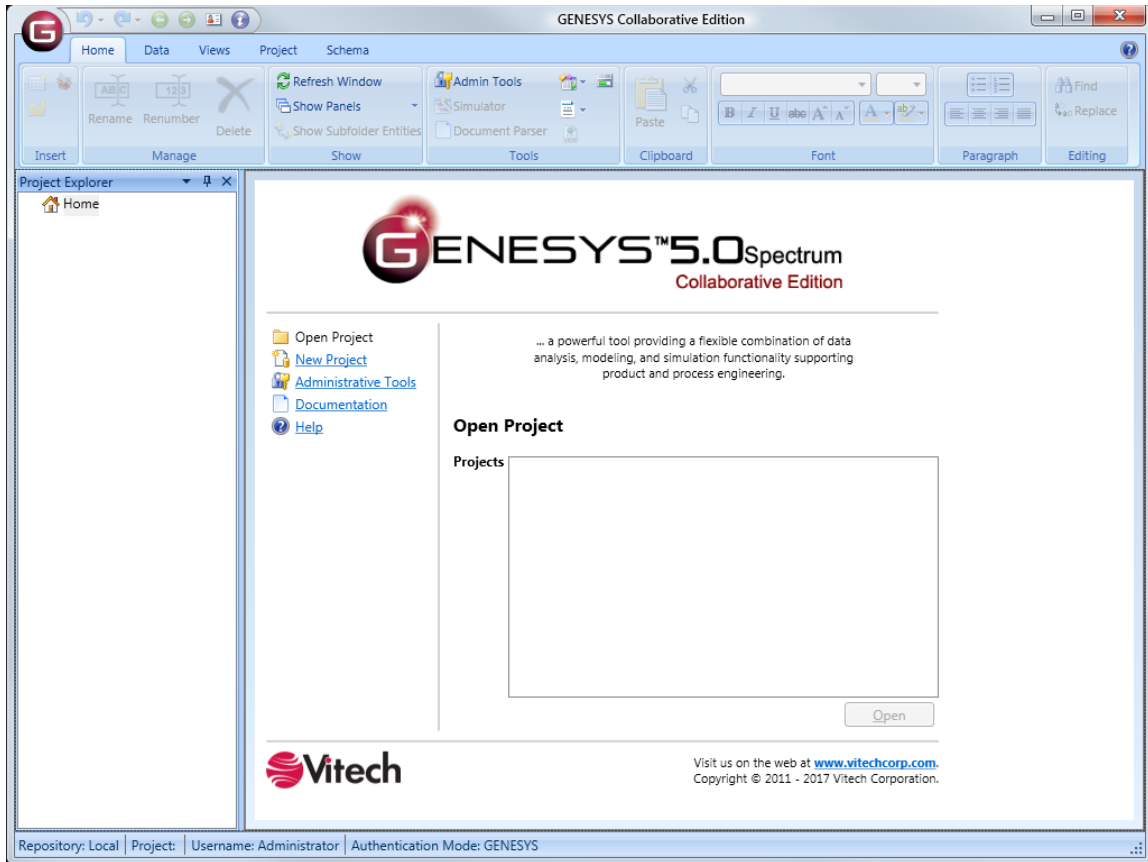 GENESYS Collaborative Edition
Home Data Views Project Schema
Refresh Window
Show Panels
Show Subfolder Entities
Rename Renumber Delete
Admin Tools
Simulator
Document Parser
Paste
B I U abc A A A ab
Find
Replace
Insert Manage Show Tools Clipboard Font Paragraph Editing
Project Explorer
Home
GENESYS™5.0 Spectrum
Collaborative Edition
Open Project
New Project
Administrative Tools
Documentation
Help
... a powerful tool providing a flexible combination of data
analysis, modeling, and simulation functionality supporting
product and process engineering.
Open Project
Projects
Open
Vitech
Visit us on the web at www.vitechcorp.com.
Copyright © 2011 - 2017 Vitech Corporation.
Repository: Local Project: Username: Administrator Authentication Mode: GENESYS